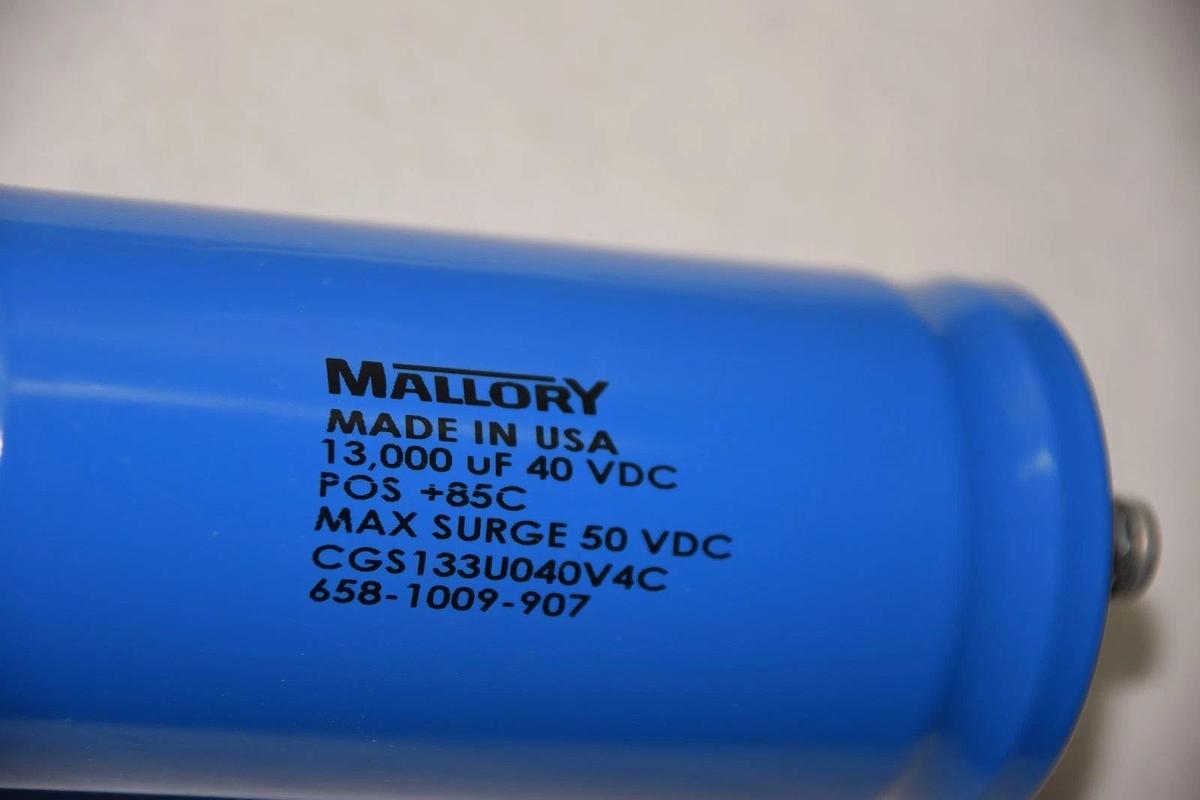 MALLORY
MADE IN USA
13,000 uF 40 VDC
POS +85C
MAX SURGE 50 VDC
CGS133U040V4C
658-1009-907